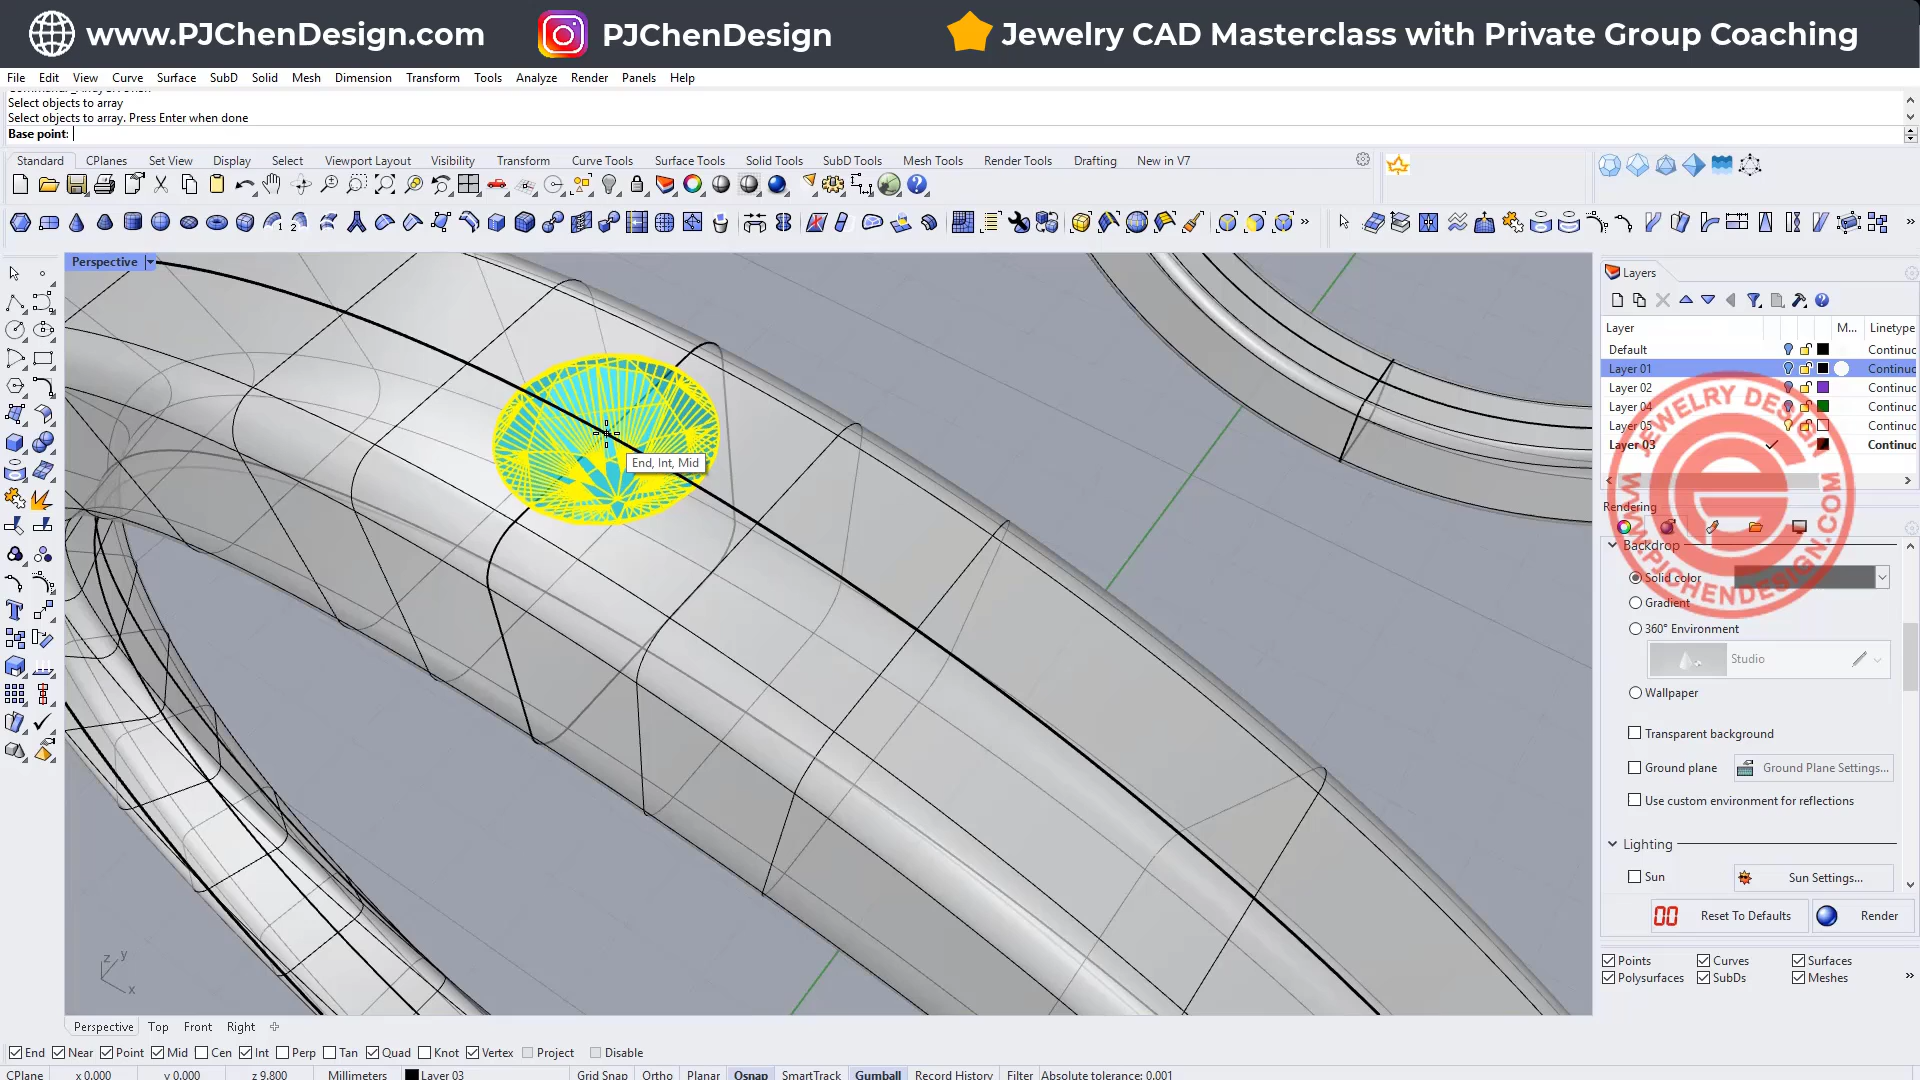 www.PJChenDesign.com PJChenDesign Jewelry CAD Masterclass with Private Group Coaching
File Edit View Curve Surface SubD Solid Mesh Dimension Transform Tools Analyze Render Panels Help
Select objects to array
Select objects to array. Press Enter when done
Base point:
Standard CPlanes Set View Display Select Viewport Layout Visibility Transform Curve Tools Surface Tools Solid Tools SubD Tools Mesh Tools Render Tools Drafting New in V7
Perspective
Layers
Layer M... Linetype
Default Continuc
Layer 01 Continuc
Layer 02 Continuc
Layer 04 Continuc
Layer 05 Continuc
Layer 03 Continuc
JEWELRY DESIGN
WWW.PJCHENDESIGN.COM
End, Int, Mid
Rendering
Backdrop
Solid color
Gradient
360° Environment
Studio
Wallpaper
Transparent background
Ground plane Ground Plane Settings...
Use custom environment for reflections
Lighting
Sun Sun Settings...
Reset To Defaults Render
Points Curves Surfaces
Polysurfaces SubDs Meshes
z y
x
Perspective Top Front Right
End Near Point Mid Cen Int Perp Tan Quad Knot Vertex Project Disable
CPlane x 0.000 y 0.000 z 9.800 Millimeters Layer 03 Grid Snap Ortho Planar Osnap SmartTrack Gumball Record History Filter Absolute tolerance: 0.001